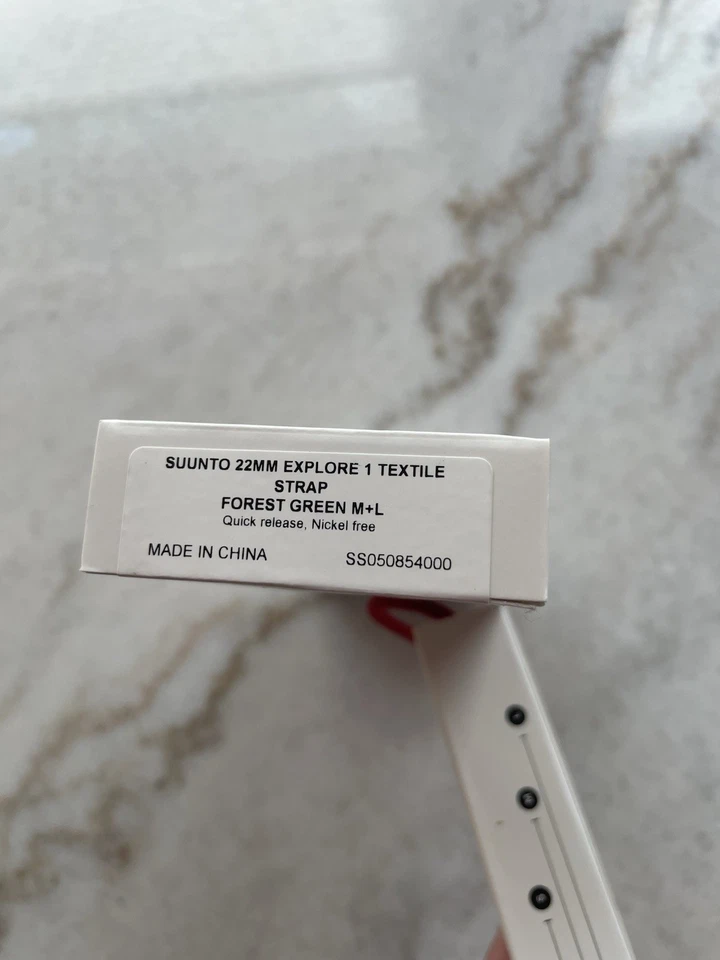 SUUNTO 22MM EXPLORE 1 TEXTILE
STRAP
FOREST GREEN M+L
Quick release, Nickel free
MADE IN CHINA SS050854000